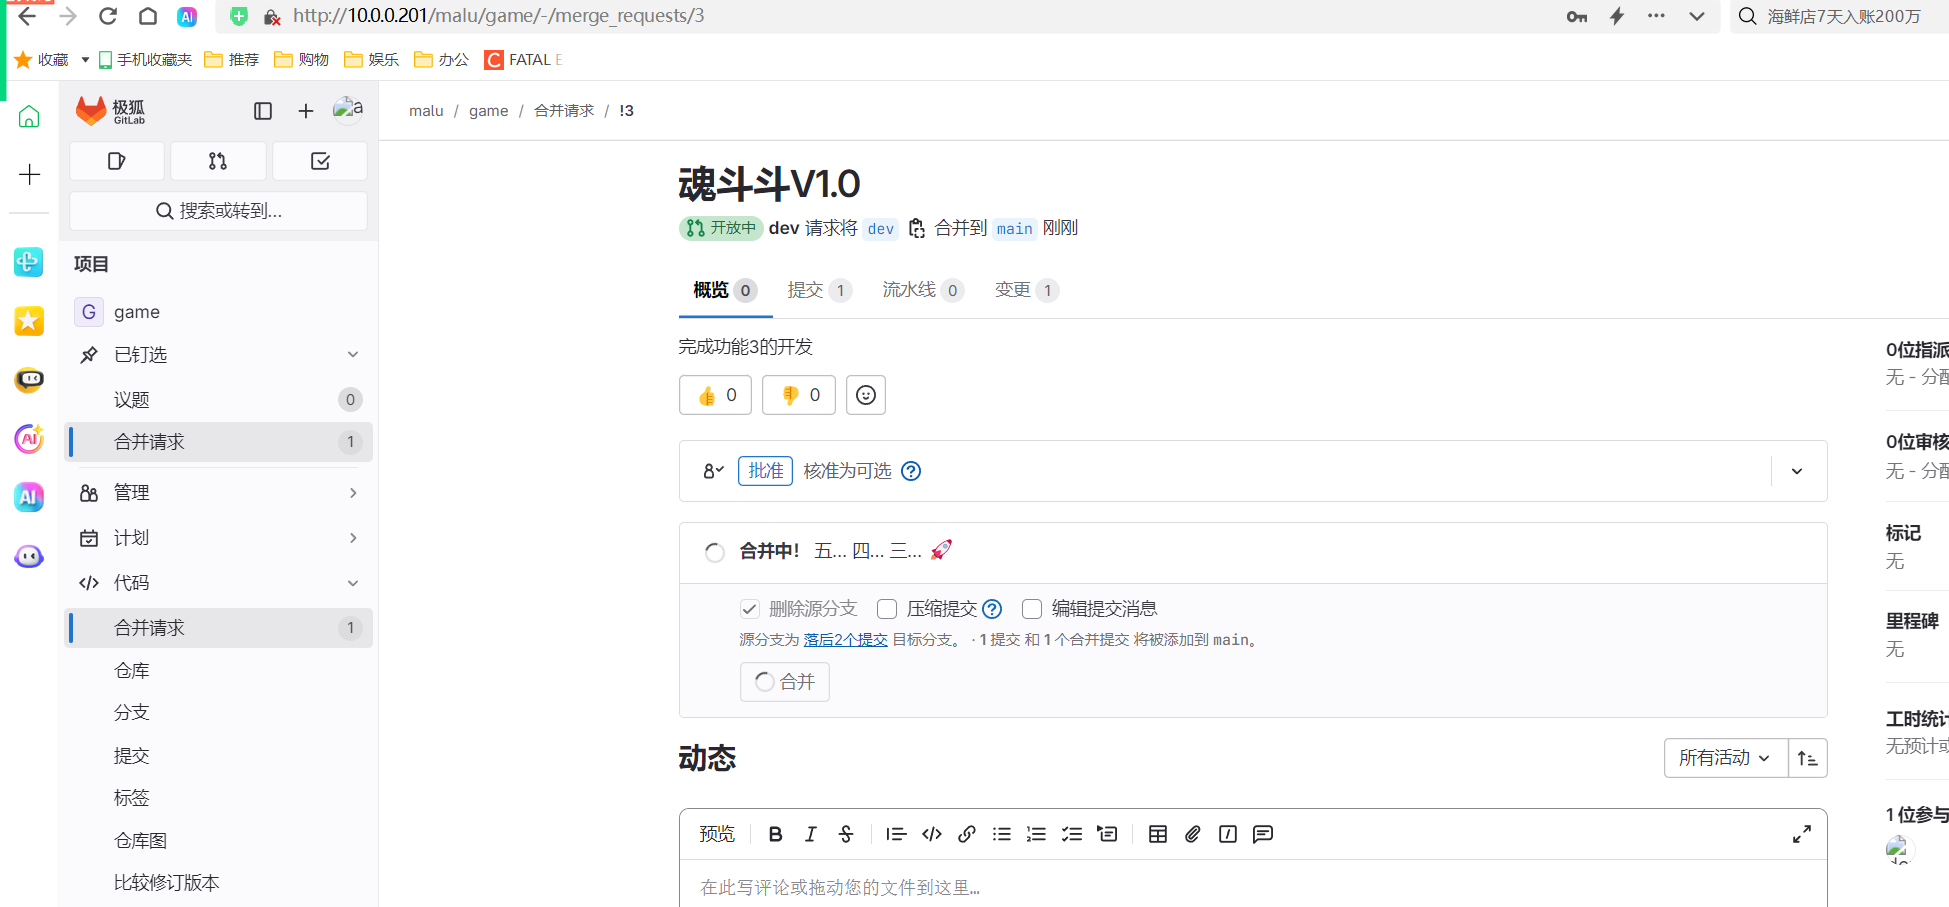 http://10.0.0.201/malu/game/-/merge_requests/3
海鲜店7天入账200万
收藏 手机收藏夹 推荐 购物 娱乐 办公 FATAL E
极狐
GitLab
malu / game / 合并请求 / !3
搜索或转到...
项目
G game
已钉选
议题 0
合并请求 1
管理
计划
代码
合并请求 1
仓库
分支
提交
标签
仓库图
比较修订版本
魂斗斗V1.0
开放中 dev 请求将 dev 合并到 main 刚刚
概览 0 提交 1 流水线 0 变更 1
完成功能3的开发
0 0
批准 核准为可选
合并中! 五... 四... 三...
删除源分支 压缩提交 编辑提交消息
源分支为 落后2个提交 目标分支。 · 1 提交 和 1 个合并提交 将被添加到 main。
合并
动态
所有活动
预览
在此写评论或拖动您的文件到这里...
0位指派
无 - 分配
0位审核
无 - 分配
标记
无
里程碑
无
工时统计
无预计或
1 位参与